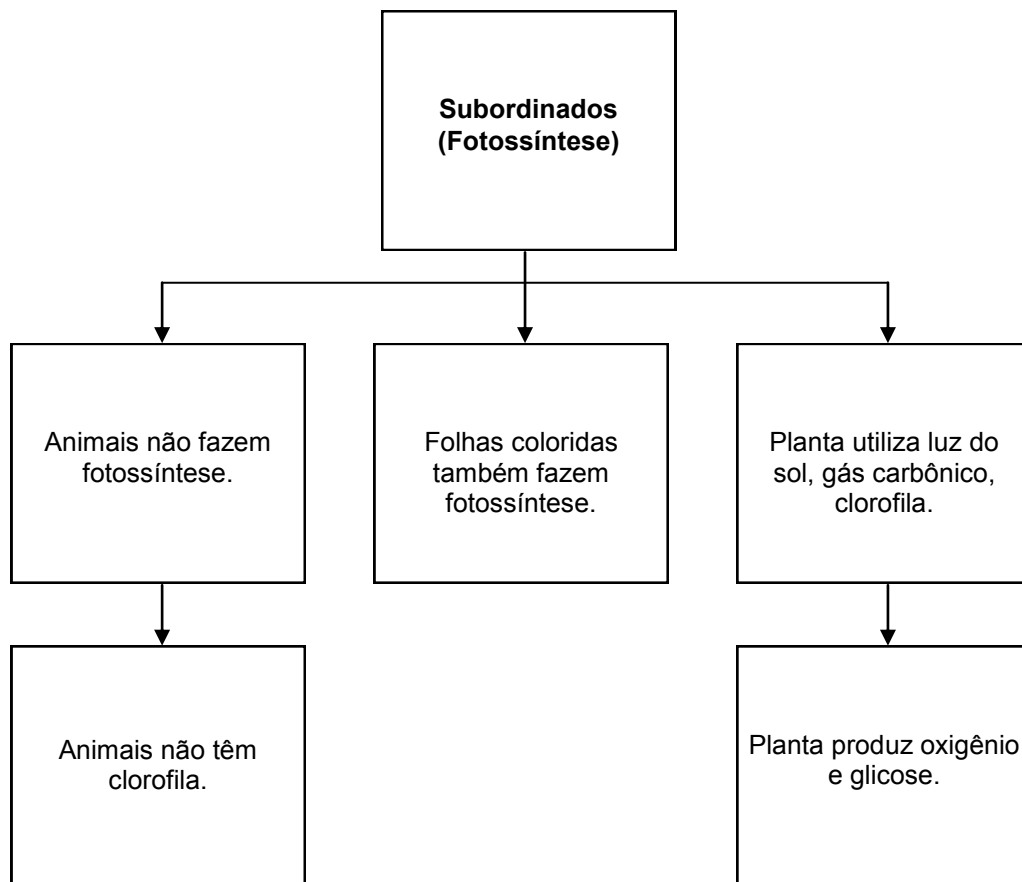 Subordinados
(Fotossíntese)
Animais não fazem
fotossíntese.
Folhas coloridas
também fazem
fotossíntese.
Planta utiliza luz do
sol, gás carbônico,
clorofila.
Animais não têm
clorofila.
Planta produz oxigênio
e glicose.